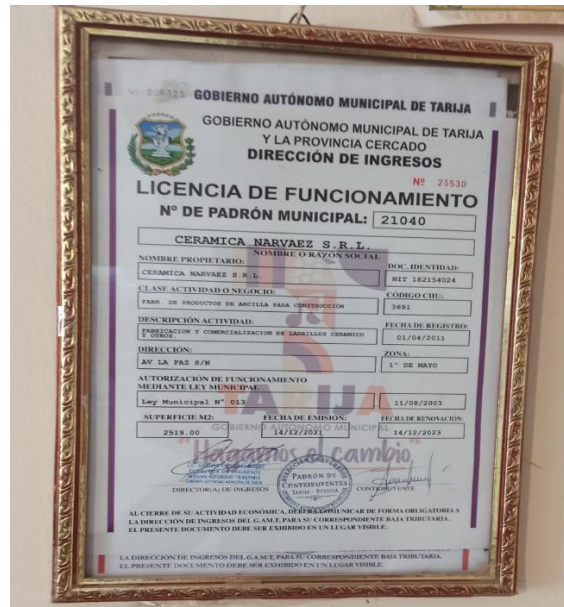 GOBIERNO AUTÓNOMO MUNICIPAL DE TARIJA
GOBIERNO AUTÓNOMO MUNICIPAL DE TARIJA
Y LA PROVINCIA CERCADO
DIRECCIÓN DE INGRESOS
Nº 25530
LICENCIA DE FUNCIONAMIENTO
Nº DE PADRÓN MUNICIPAL: 21040
CERAMICA NARVAEZ S.R.L.
NOMBRE O RAZÓN SOCIAL
NOMBRE PROPIETARIO: DOC. IDENTIDAD:
CERAMICA NARVAEZ S.R.L. NIT 182154024
CLASE ACTIVIDAD O NEGOCIO: CÓDIGO CIIU:
FABR. DE PRODUCTOS DE ARCILLA PARA CONSTRUCCIÓN 3691
DESCRIPCIÓN ACTIVIDAD: FECHA DE REGISTRO:
FABRICACION Y COMERCIALIZACION DE LADRILLOS CERAMICO
Y OTROS. 01/04/2011
DIRECCIÓN: ZONA:
AV LA PAZ S/N 1° DE MAYO
AUTORIZACIÓN DE FUNCIONAMIENTO
MEDIANTE LEY MUNICIPAL:
Ley Municipal Nº 013 11/08/2003
TARIJA
SUPERFICIE M2: FECHA DE EMISIÓN: FECHA DE RENOVACIÓN:
GOBIERNO AUTÓNOMO MUNICIPAL
2519.00 14/12/2021 14/12/2023
"Hagamos el cambio"
PADRÓN DE
CONTRIBUYENTES
TARIJA - BOLIVIA
DIRECTOR(A) DE INGRESOS CONTRIBUYENTE
AL CIERRE DE SU ACTIVIDAD ECONÓMICA, DEBERÁ COMUNICAR DE FORMA OBLIGATORIA A
LA DIRECCIÓN DE INGRESOS DEL G.A.M.T. PARA SU CORRESPONDIENTE BAJA TRIBUTARIA.
EL PRESENTE DOCUMENTO DEBE SER EXHIBIDO EN UN LUGAR VISIBLE.
LA DIRECCIÓN DE INGRESOS DEL G.A.M.T, PARA SU CORRESPONDIENTE BAJA TRIBUTARIA.
EL PRESENTE DOCUMENTO DEBE SER EXHIBIDO EN UN LUGAR VISIBLE.